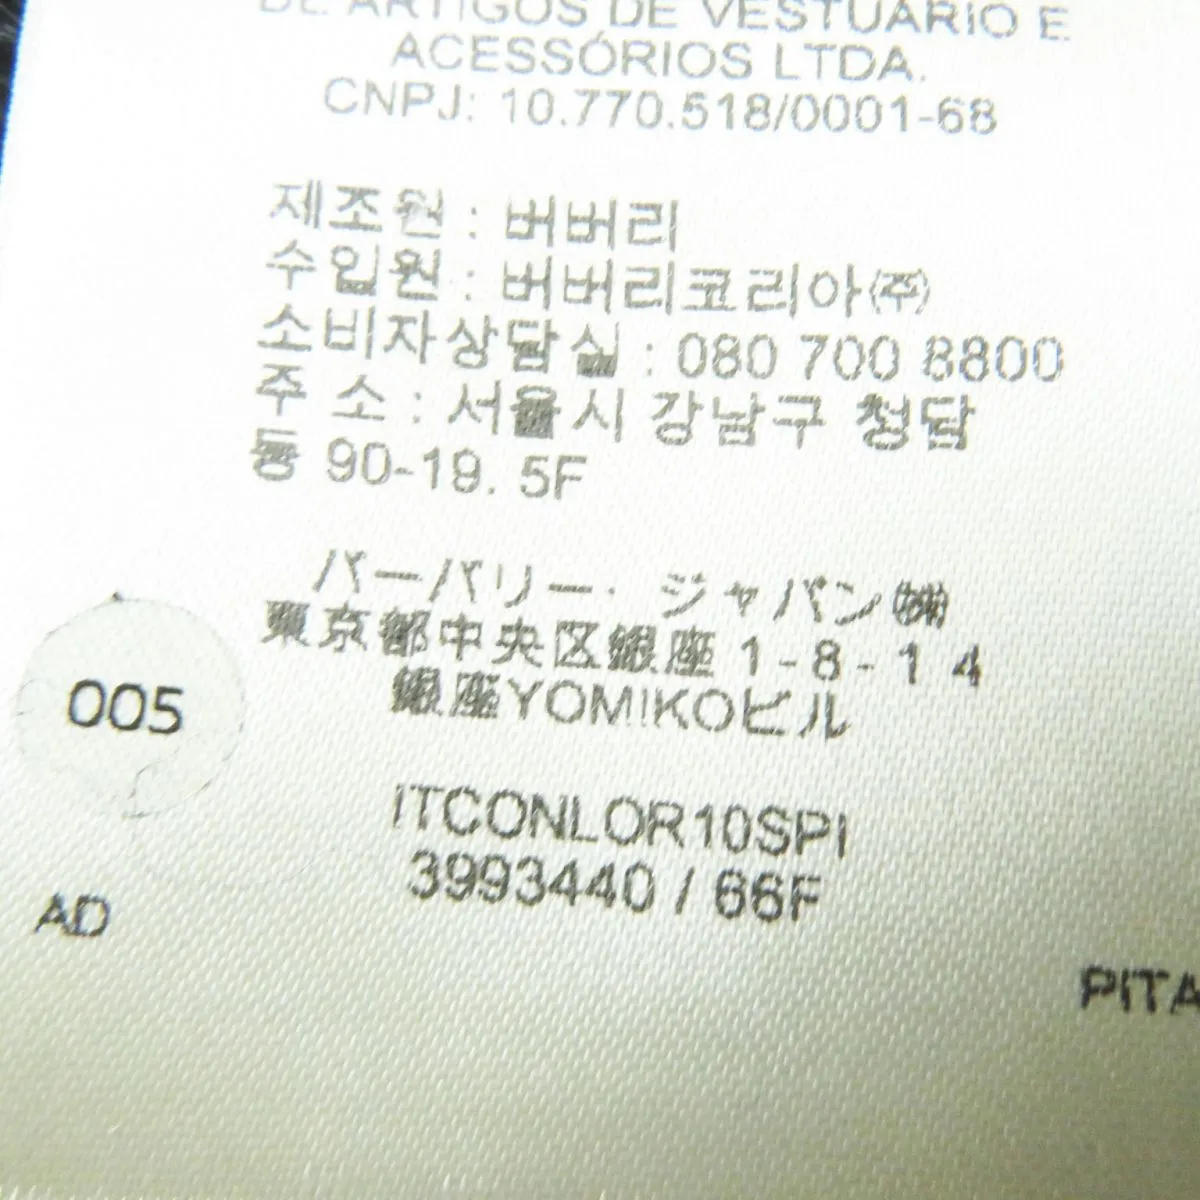 DE ARTIGOS DE VESTUÁRIO E
ACESSÓRIOS LTDA.
CNPJ: 10.770.518/0001-68
제조원 : 버버리
수입원 : 버버리코리아㈜
소비자상담실 : 080 700 8800
주 소 : 서울시 강남구 청담
동 90-19. 5F
バーバリー・ジャパン㈱
東京都中央区銀座 1-8-14
銀座YOMIKOビル
005
ITCONLOR10SPI
3993440 / 66F
AD
PITA